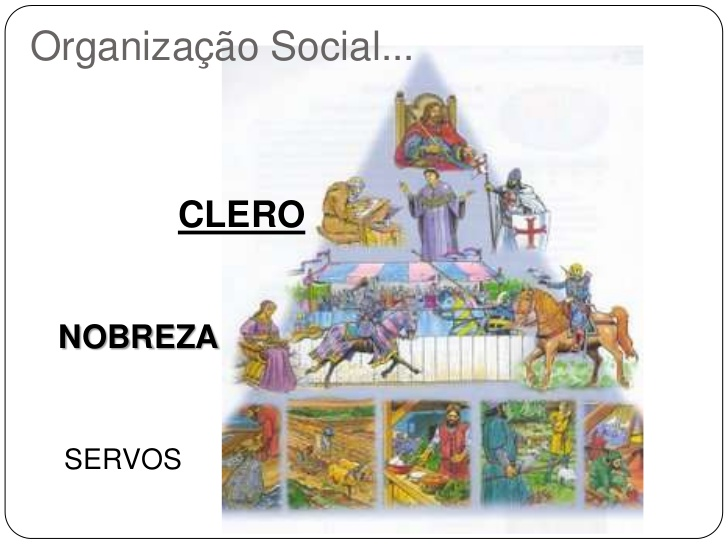 Organização Social...
CLERO
NOBREZA
SERVOS